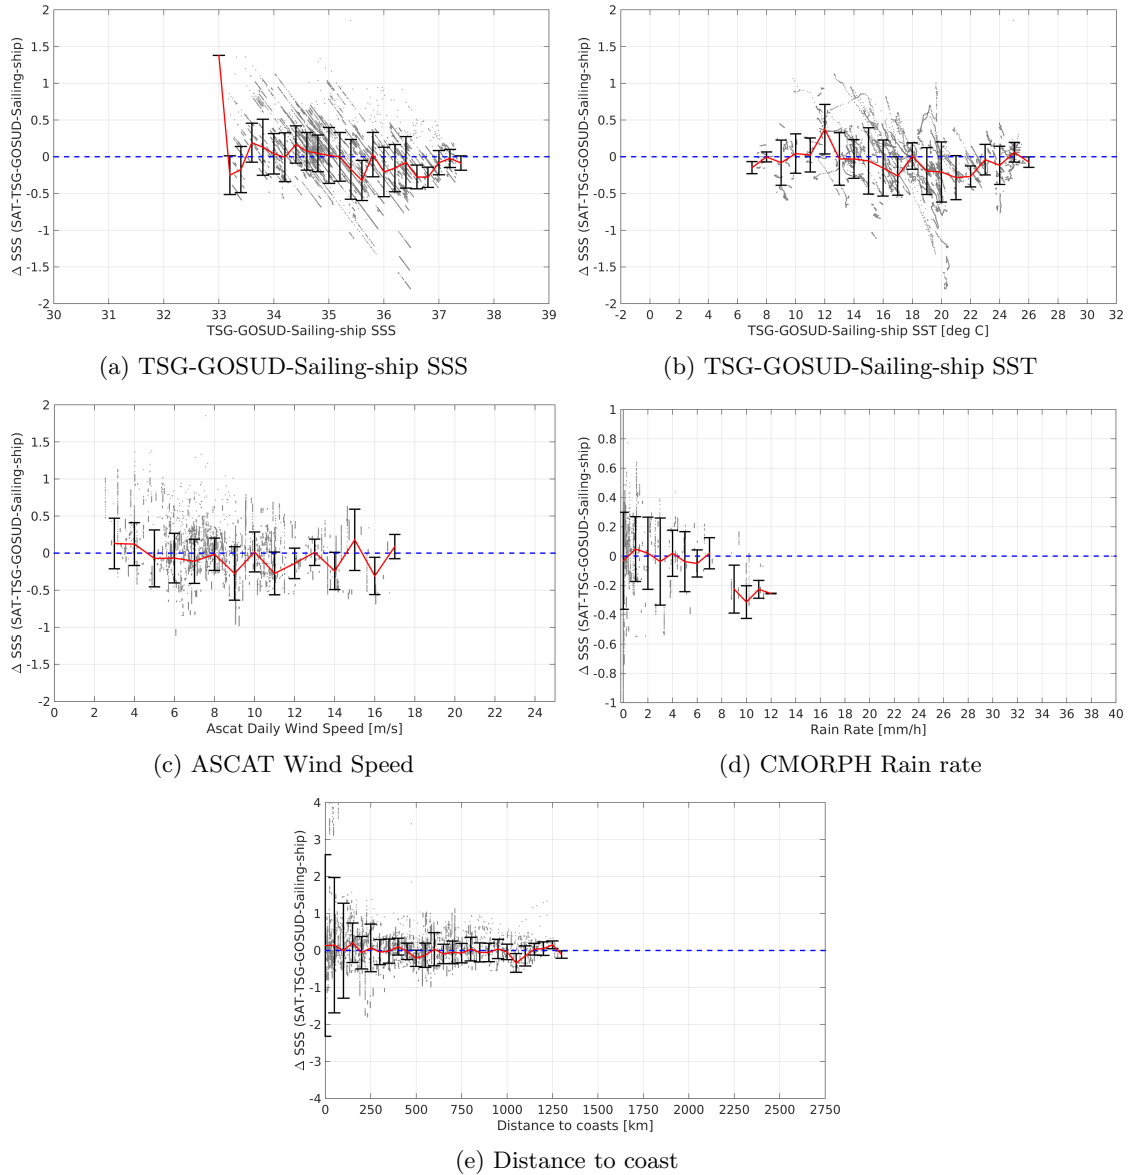 2
1.5
1
0.5
0
-0.5
-1
-1.5
-2
Δ SSS (SAT-TSG-GOSUD-Sailing-ship)
30 31 32 33 34 35 36 37 38 39
TSG-GOSUD-Sailing-ship SSS
(a) TSG-GOSUD-Sailing-ship SSS
2
1.5
1
0.5
0
-0.5
-1
-1.5
-2
Δ SSS (SAT-TSG-GOSUD-Sailing-ship)
-2 0 2 4 6 8 10 12 14 16 18 20 22 24 26 28 30 32
TSG-GOSUD-Sailing-ship SST [deg C]
(b) TSG-GOSUD-Sailing-ship SST
2
1.5
1
0.5
0
-0.5
-1
-1.5
-2
Δ SSS (SAT-TSG-GOSUD-Sailing-ship)
0 2 4 6 8 10 12 14 16 18 20 22 24
Ascat Daily Wind Speed [m/s]
(c) ASCAT Wind Speed
1
0.8
0.6
0.4
0.2
0
-0.2
-0.4
-0.6
-0.8
-1
Δ SSS (SAT-TSG-GOSUD-Sailing-ship)
0 2 4 6 8 10 12 14 16 18 20 22 24 26 28 30 32 34 36 38 40
Rain Rate [mm/h]
(d) CMORPH Rain rate
4
3
2
1
0
-1
-2
-3
-4
Δ SSS (SAT-TSG-GOSUD-Sailing-ship)
0 250 500 750 1000 1250 1500 1750 2000 2250 2500 2750
Distance to coasts [km]
(e) Distance to coast